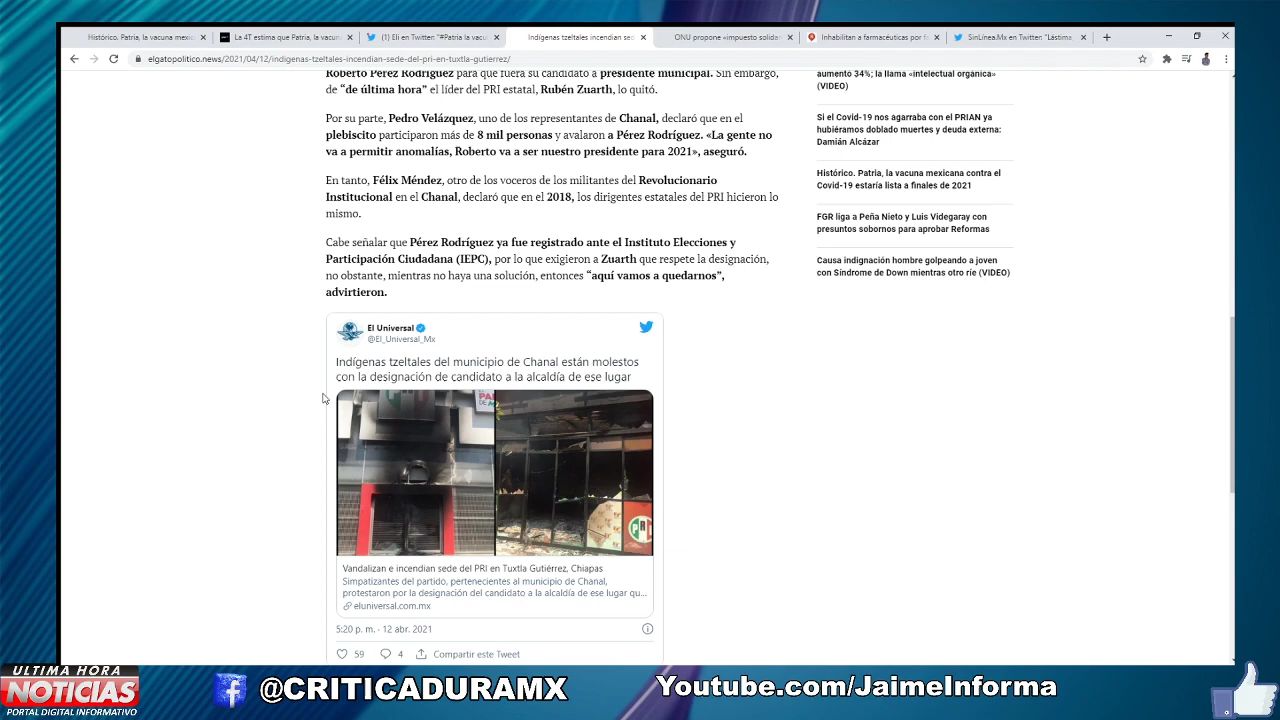 Histórico. Patria, la vacuna mexic
La 4T estima que Patria, la vacuna
(1) Eli en Twitter: "#Patria la vacu
Indígenas tzeltales incendian sed
ONU propone «impuesto solidar
Inhabilitan a farmacéuticos por fa
SinLínea.Mx en Twitter: "Lástima,
elgatopolitico.news/2021/04/12/indigenas-tzeltales-incendian-sede-del-pri-en-tuxtla-gutierrez/
Roberto Pérez Rodríguez para que fuera su candidato a presidente municipal. Sin embargo,
de “de última hora” el líder del PRI estatal, Rubén Zuarth, lo quitó.
Por su parte, Pedro Velázquez, uno de los representantes de Chanal, declaró que en el
plebiscito participaron más de 8 mil personas y avalaron a Pérez Rodríguez. «La gente no
va a permitir anomalías, Roberto va a ser nuestro presidente para 2021», aseguró.
En tanto, Félix Méndez, otro de los voceros de los militantes del Revolucionario
Institucional en el Chanal, declaró que en el 2018, los dirigentes estatales del PRI hicieron lo
mismo.
Cabe señalar que Pérez Rodríguez ya fue registrado ante el Instituto Elecciones y
Participación Ciudadana (IEPC), por lo que exigieron a Zuarth que respete la designación,
no obstante, mientras no haya una solución, entonces “aquí vamos a quedarnos”,
advirtieron.
El Universal
@El_Universal_Mx
Indígenas tzeltales del municipio de Chanal están molestos
con la designación de candidato a la alcaldía de ese lugar
PRI
Vandalizan e incendian sede del PRI en Tuxtla Gutiérrez, Chiapas
Simpatizantes del partido, pertenecientes al municipio de Chanal,
protestaron por la designación del candidato a la alcaldía de ese lugar qu...
eluniversal.com.mx
5:20 p. m. · 12 abr. 2021
59
4
Compartir este Tweet
aumentó 34%; la llama «intelectual orgánica»
(VIDEO)
Si el Covid-19 nos agarraba con el PRIAN ya
hubiéramos doblado muertes y deuda externa:
Damián Alcázar
Histórico. Patria, la vacuna mexicana contra el
Covid-19 estaría lista a finales de 2021
FGR liga a Peña Nieto y Luis Videgaray con
presuntos sobornos para aprobar Reformas
Causa indignación hombre golpeando a joven
con Síndrome de Down mientras otro ríe (VIDEO)
ULTIMA HORA
NOTICIAS
PORTAL DIGITAL INFORMATIVO
@CRITICADURAMX
Youtube.com/JaimeInforma